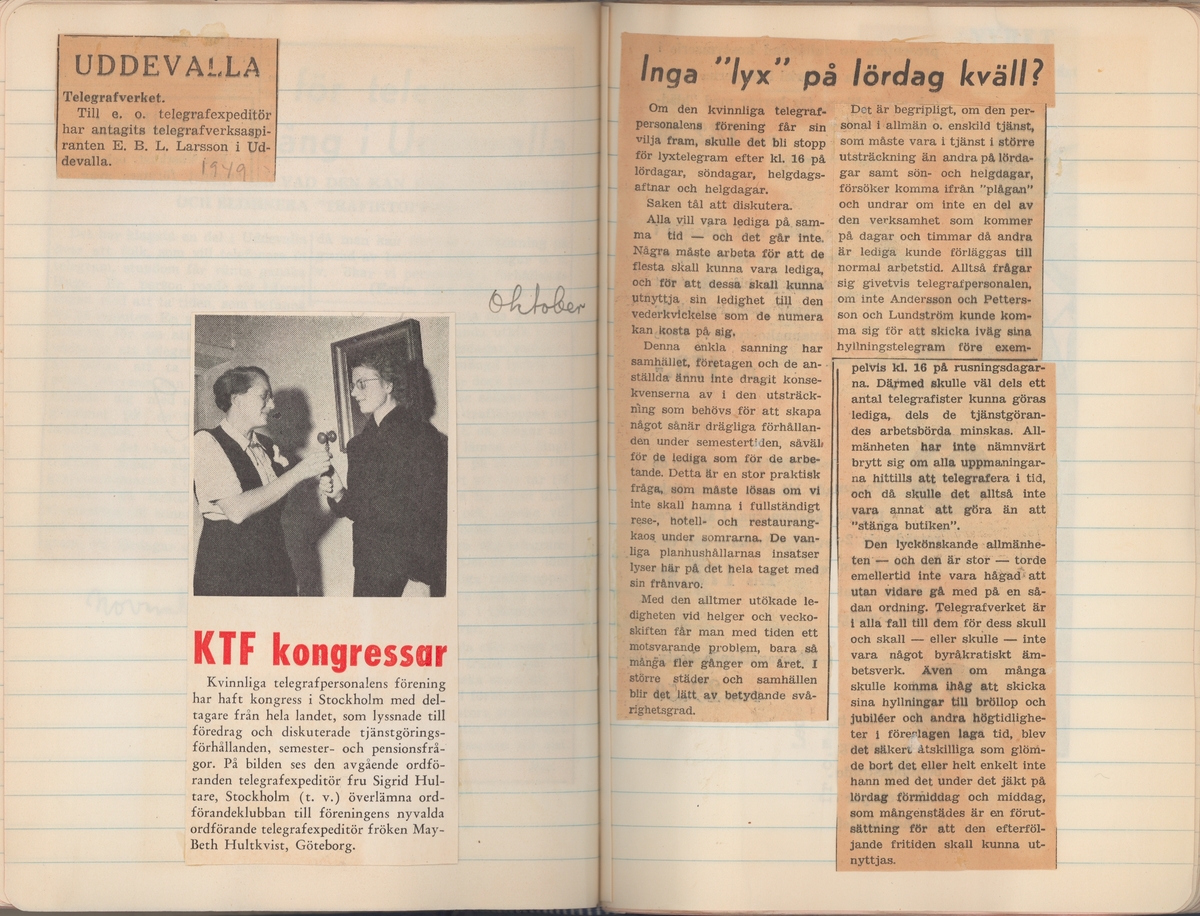 UDDEVALLA
Telegrafverket.
Till e. o. telegrafexpeditör
har antagits telegrafverksaspi-
ranten E. B. L. Larsson i Ud-
devalla.
1949
Oktober
KTF kongressar
Kvinnliga telegrafpersonalens förening
har haft kongress i Stockholm med del-
tagare från hela landet, som lyssnade till
föredrag och diskuterade tjänstgörings-
förhållanden, semester- och pensionsfrå-
gor. På bilden ses den avgående ordfö-
randen telegrafexpeditör fru Sigrid Hul-
tare, Stockholm (t. v.) överlämna ord-
förandeklubban till föreningens nyvalda
ordförande telegrafexpeditör fröken May-
Beth Hultkvist, Göteborg.
Inga "lyx" på lördag kväll?
Om den kvinnliga telegraf-
personalens förening får sin
vilja fram, skulle det bli stopp
för lyxtelegram efter kl. 16 på
lördagar, söndagar, helgdags-
aftnar och helgdagar.
Saken tål att diskutera.
Alla vill vara lediga på sam-
ma tid — och det går inte.
Några måste arbeta för att de
flesta skall kunna vara lediga,
och för att dessa skall kunna
utnyttja sin ledighet till den
vederkvickelse som de numera
kan kosta på sig.
Denna enkla sanning har
samhället, företagen och de an-
ställda ännu inte dragit konse-
kvenserna av i den utsträck-
ning som behövs för att skapa
något sånär drägliga förhållan-
den under semestertiden, såväl
för de lediga som för de arbe-
tande. Detta är en stor praktisk
fråga, som måste lösas om vi
inte skall hamna i fullständigt
rese-, hotell- och restaurang-
kaos under somrarna. De van-
liga planhushållarnas insatser
lyser här på det hela taget med
sin frånvaro.
Med den alltmer utökade le-
digheten vid helger och vecko-
skiften får man med tiden ett
motsvarande problem, bara så
många fler gånger om året. I
större städer och samhällen
blir det lätt av betydande svå-
righetsgrad.
Det är begripligt, om den per-
sonal i allmän o. enskild tjänst,
som måste vara i tjänst i större
utsträckning än andra på lörda-
gar samt sön- och helgdagar,
försöker komma ifrån "plågan"
och undrar om inte en del av
den verksamhet som kommer
på dagar och timmar då andra
är lediga kunde förläggas till
normal arbetstid. Alltså frågar
sig givetvis telegrafpersonalen,
om inte Andersson och Petters-
son och Lundström kunde kom-
ma sig för att skicka iväg sina
hyllningstelegram före exem-
pelvis kl. 16 på rusningsdagar-
na. Därmed skulle väl dels ett
antal telegrafister kunna göras
lediga, dels de tjänstgöran-
des arbetsbörda minskas. All-
mänheten har inte nämnvärt
brytt sig om alla uppmaningar-
na hittills att telegrafera i tid,
och då skulle det alltså inte
vara annat att göra än att
"stänga butiken".
Den lyckönskande allmänhe-
ten — och den är stor — torde
emellertid inte vara hågad att
utan vidare gå med på en så-
dan ordning. Telegrafverket är
i alla fall till dem för dess skull
och skall — eller skulle — inte
vara något byråkratiskt äm-
betsverk. Även om många
skulle komma ihåg att skicka
sina hyllningar till bröllop och
jubiléer och andra högtidlighe-
ter i föreslagen laga tid, blev
det säkert åtskilliga som glöm-
de bort det eller helt enkelt inte
hann med det under det jäkt på
lördag förmiddag och middag,
som mångenstädes är en förut-
sättning för att den efterföl-
jande fritiden skall kunna ut-
nyttjas.